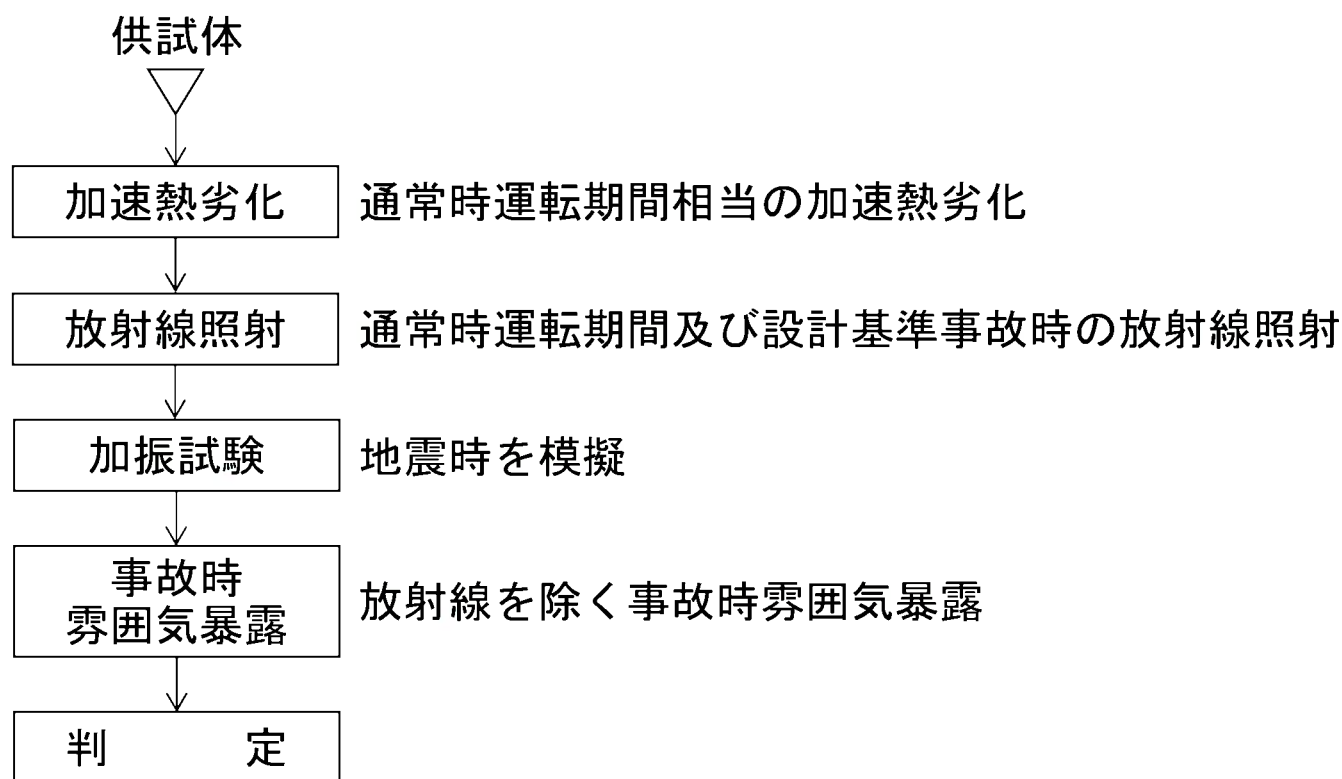 供試体
加速熱劣化 通常時運転期間相当の加速熱劣化
放射線照射 通常時運転期間及び設計基準事故時の放射線照射
加振試験 地震時を模擬
事故時
雰囲気暴露 放射線を除く事故時雰囲気暴露
判 定